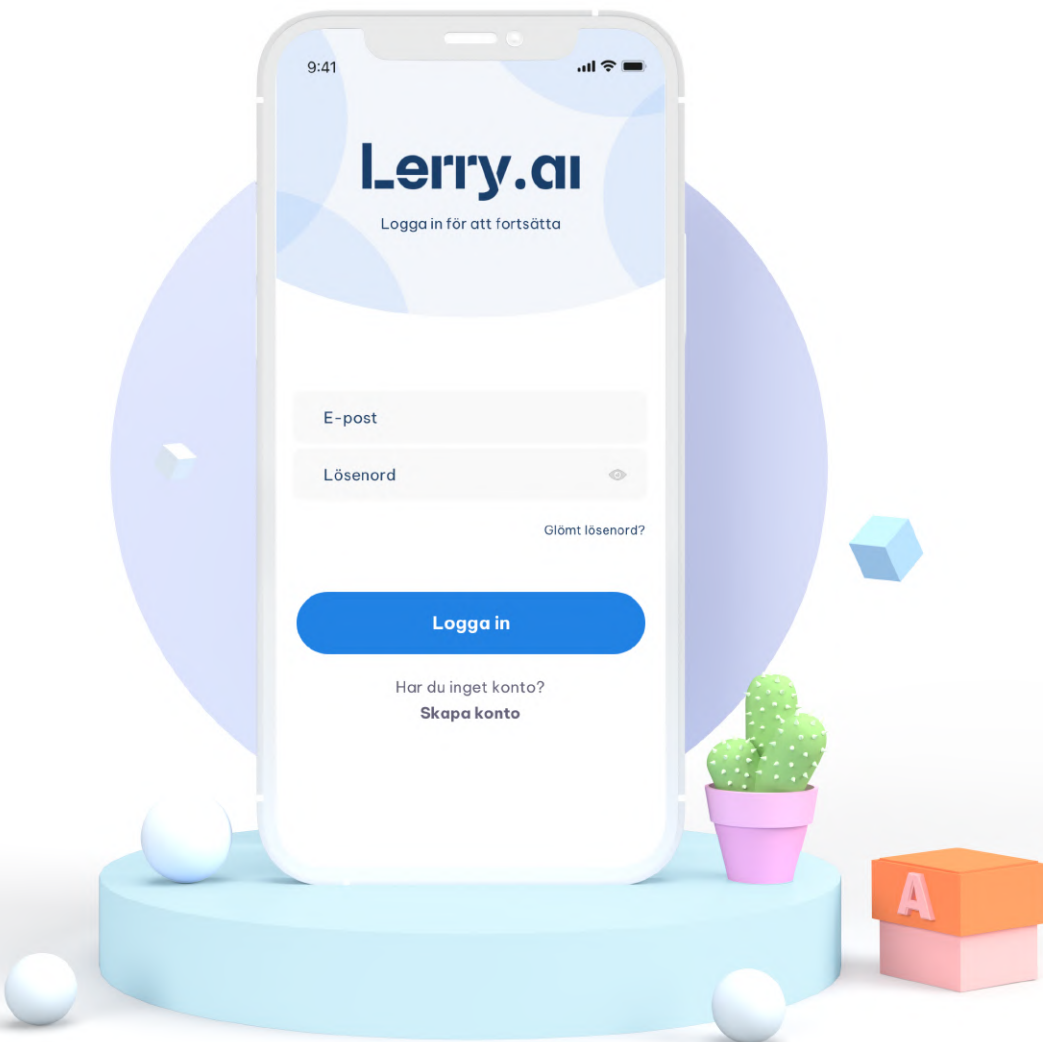 9:41
Lerry.ai
Logga in för att fortsätta
E-post
Lösenord
Glömt lösenord?
Logga in
Har du inget konto?
Skapa konto
A